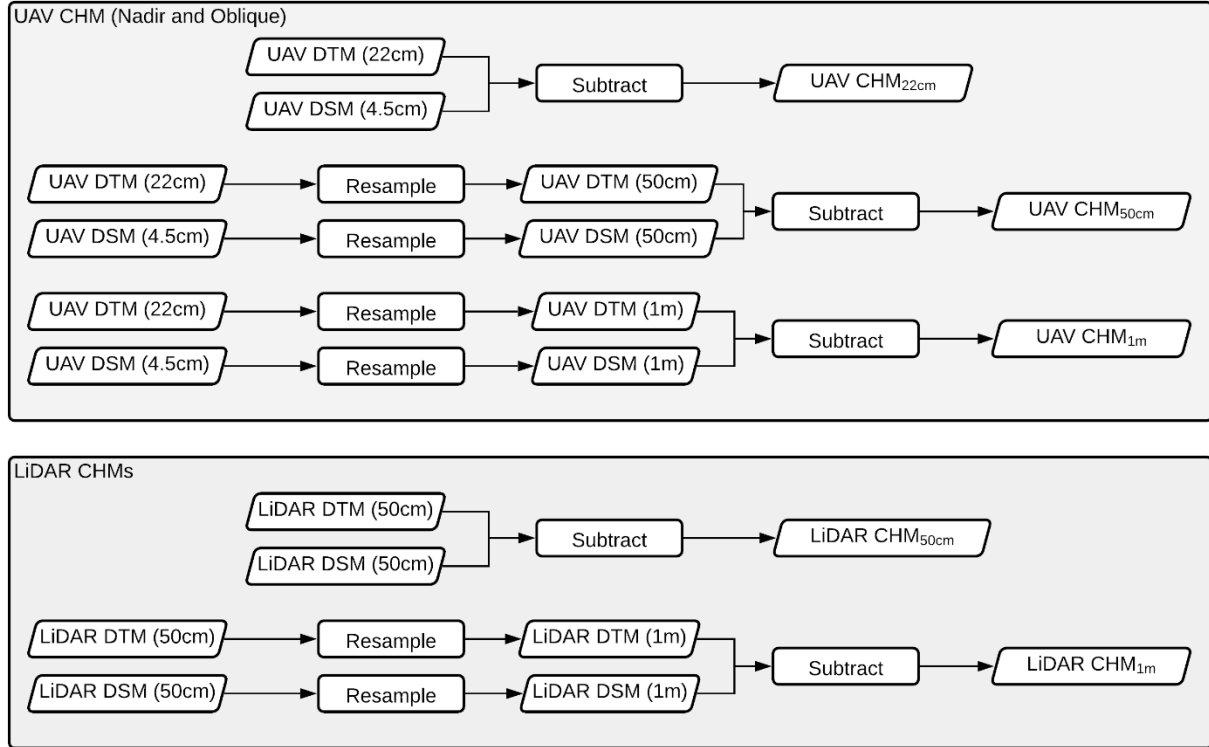 UAV CHM (Nadir and Oblique)
UAV DTM (22cm)
UAV DSM (4.5cm)
Subtract
UAV CHM22cm
UAV DTM (22cm)
Resample
UAV DTM (50cm)
UAV DSM (4.5cm)
Resample
UAV DSM (50cm)
Subtract
UAV CHM50cm
UAV DTM (22cm)
Resample
UAV DTM (1m)
UAV DSM (4.5cm)
Resample
UAV DSM (1m)
Subtract
UAV CHM1m
LiDAR CHMs
LiDAR DTM (50cm)
LiDAR DSM (50cm)
Subtract
LiDAR CHM50cm
LiDAR DTM (50cm)
Resample
LiDAR DTM (1m)
LiDAR DSM (50cm)
Resample
LiDAR DSM (1m)
Subtract
LiDAR CHM1m